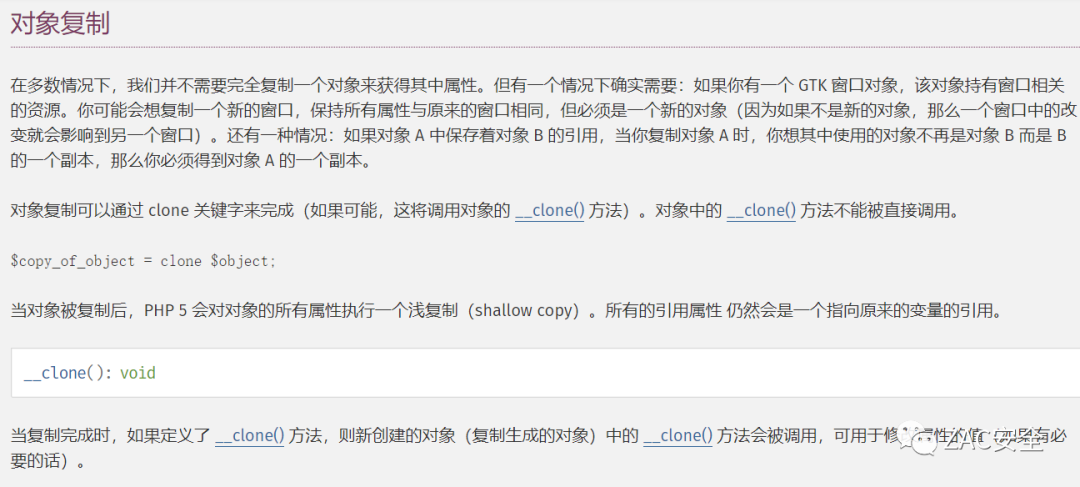 对象复制
在多数情况下，我们并不需要完全复制一个对象来获得其中属性。但有一个情况下确实需要：如果你有一个 GTK 窗口对象，该对象持有窗口相关
的资源。你可能会想复制一个新的窗口，保持所有属性与原来的窗口相同，但必须是一个新的对象（因为如果不是新的对象，那么一个窗口中的改
变就会影响到另一个窗口）。还有一种情况：如果对象 A 中保存着对象 B 的引用，当你复制对象 A 时，你想其中使用的对象不再是对象 B 而是 B
的一个副本，那么你必须得到对象 A 的一个副本。
对象复制可以通过 clone 关键字来完成（如果可能，这将调用对象的 __clone() 方法）。对象中的 __clone() 方法不能被直接调用。
$copy_of_object = clone $object;
当对象被复制后，PHP 5 会对对象的所有属性执行一个浅复制（shallow copy）。所有的引用属性 仍然会是一个指向原来的变量的引用。
__clone(): void
当复制完成时，如果定义了 __clone() 方法，则新创建的对象（复制生成的对象）中的 __clone() 方法会被调用，可用于修 属性的值 有必
要的话）。
ZAC安全